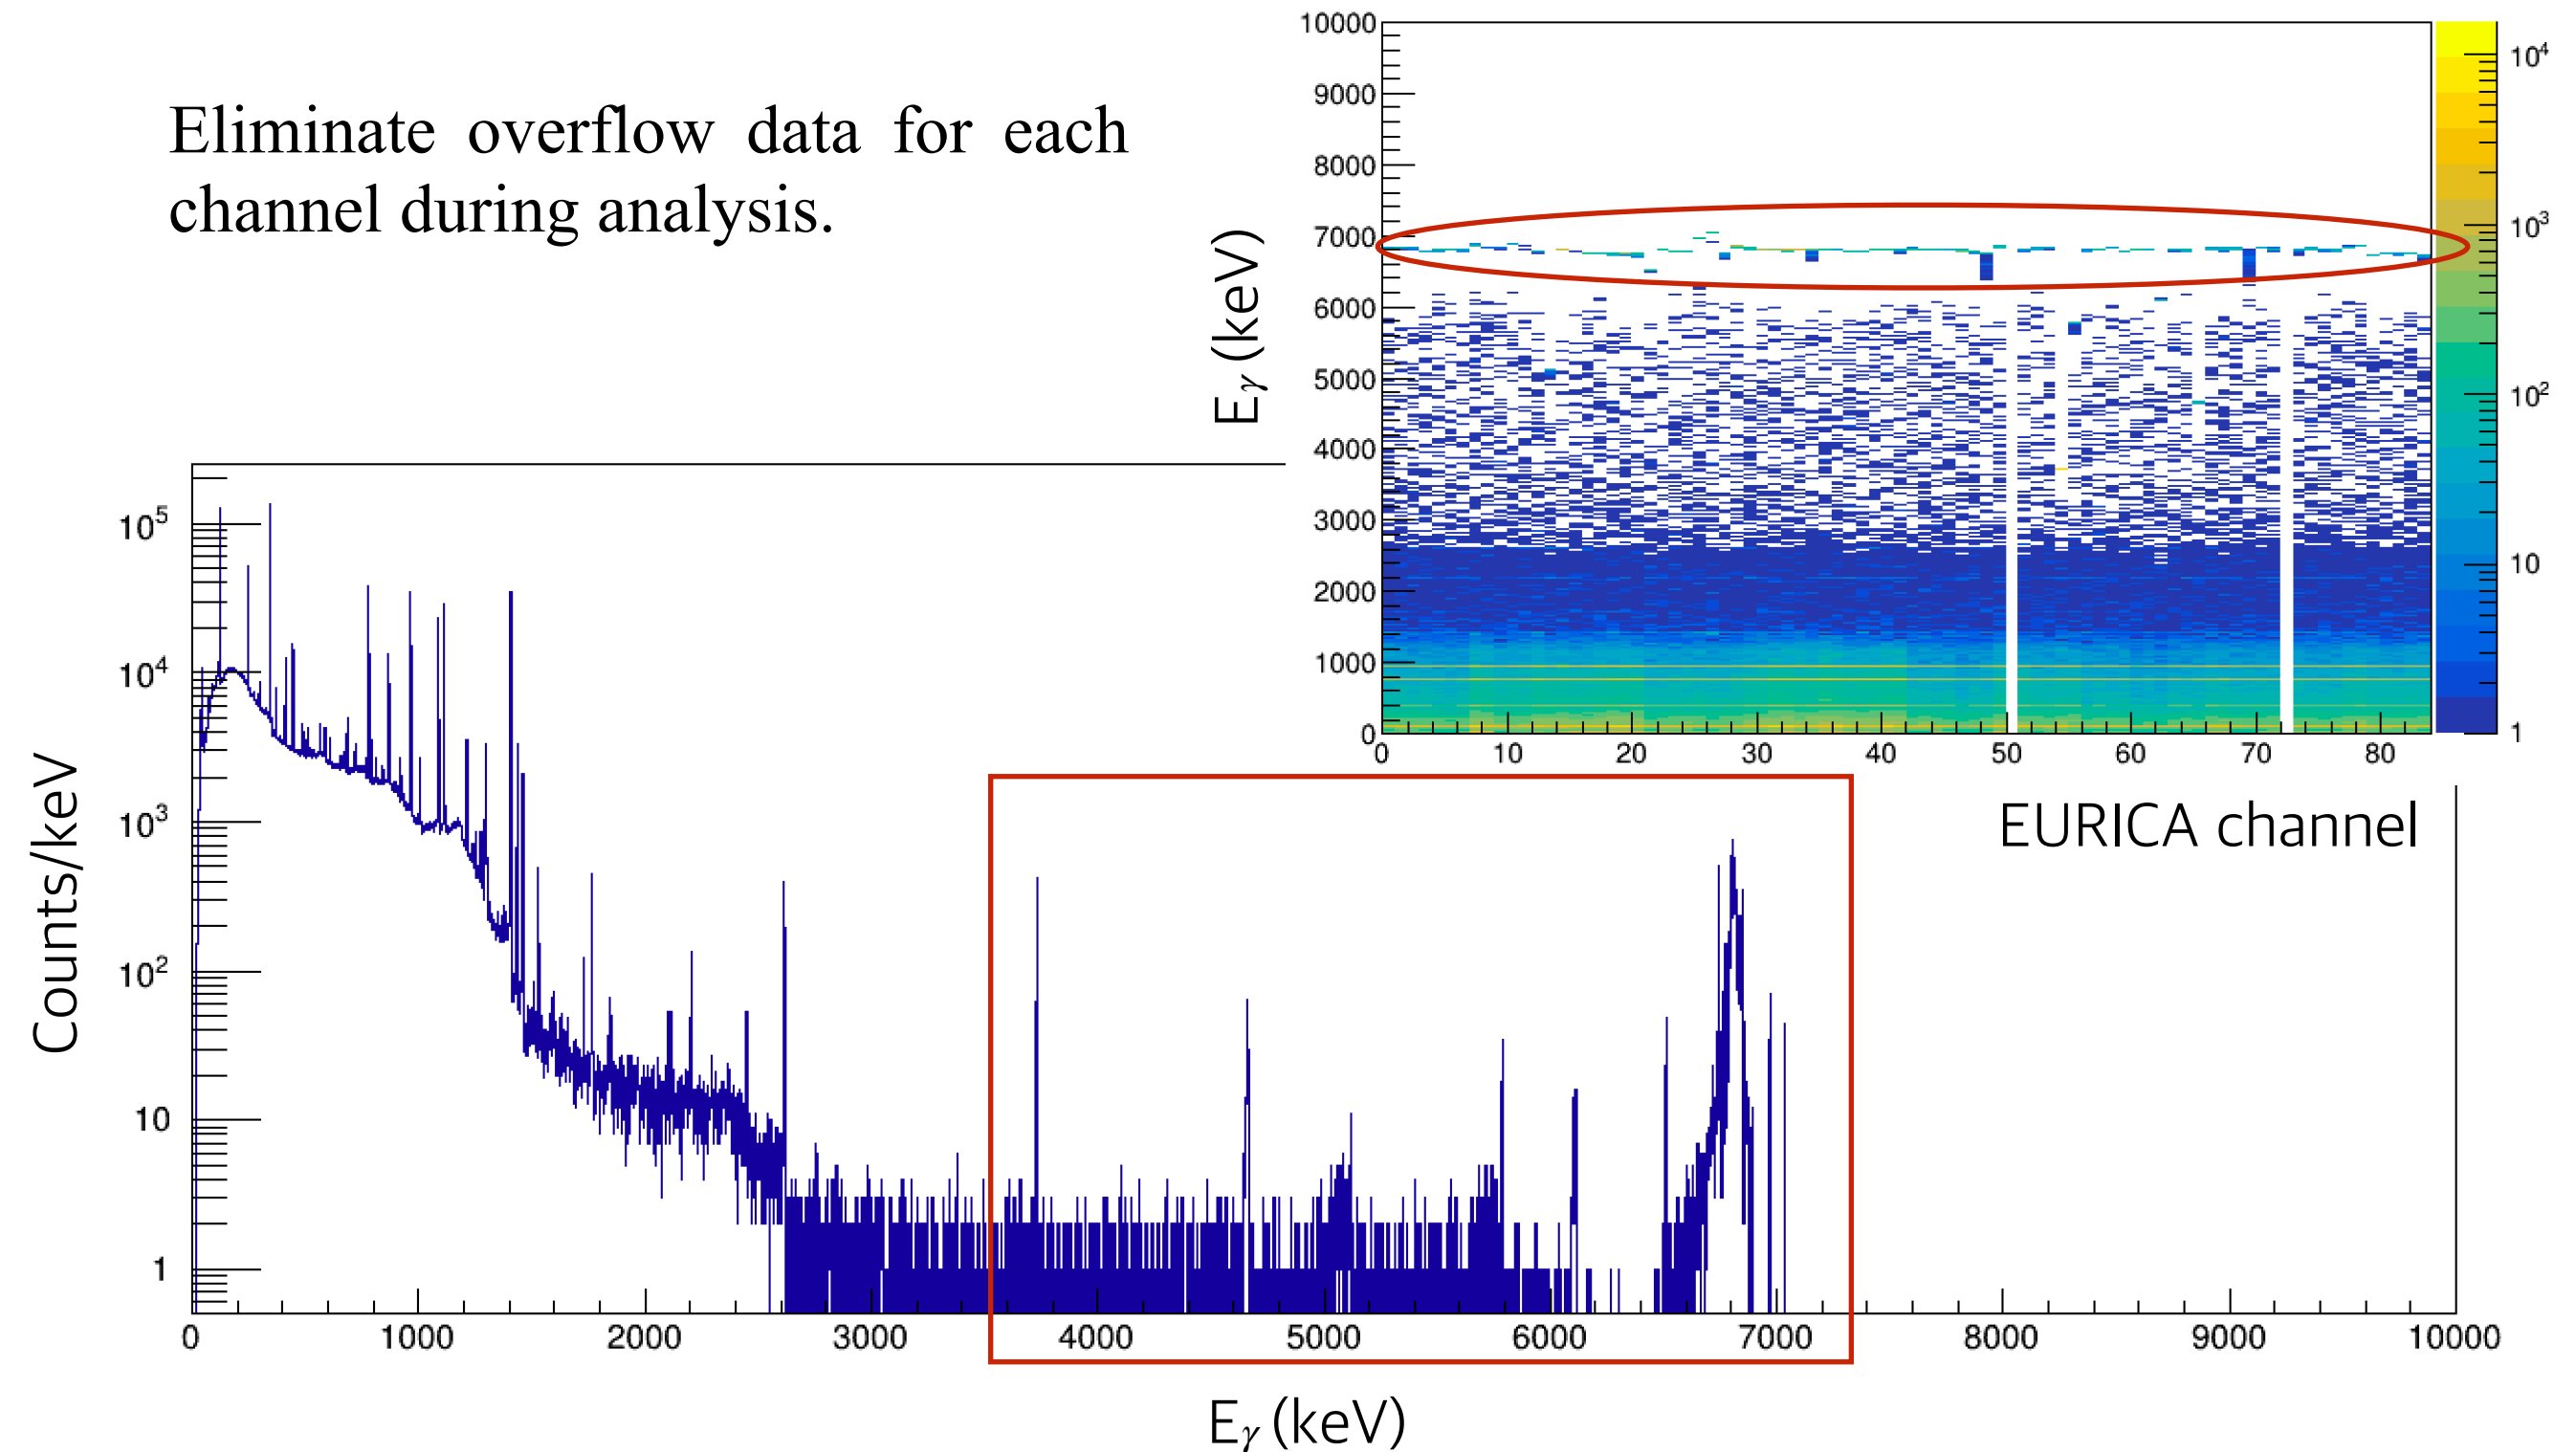 Eliminate overflow data for each
channel during analysis.
10000
9000
8000
7000
6000
5000
4000
3000
2000
1000
0
Eγ (keV)
0 10 20 30 40 50 60 70 80
EURICA channel
10⁴
10³
10²
10
1
Counts/keV
10⁵
10⁴
10³
10²
10
1
0 1000 2000 3000 4000 5000 6000 7000 8000 9000 10000
Eγ (keV)